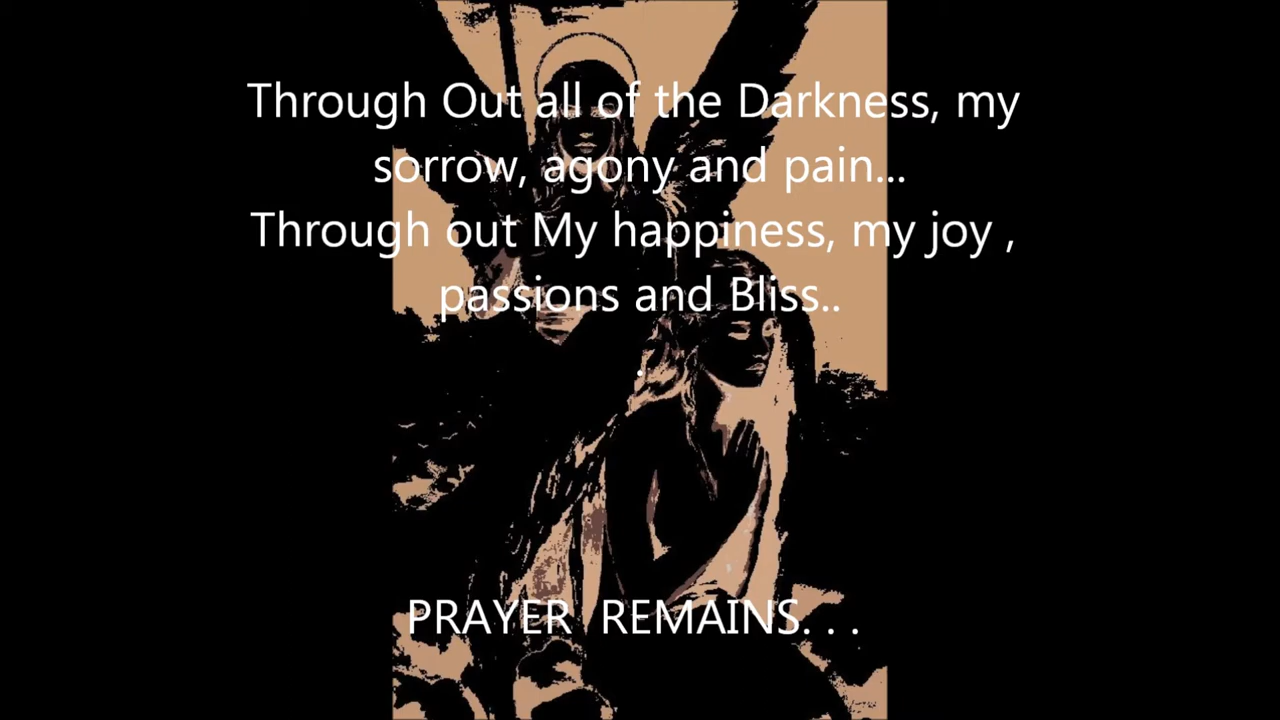 Through Out all of the Darkness, my
sorrow, agony and pain...
Through out My happiness, my joy ,
passions and Bliss..
.
PRAYER REMAINS. . .